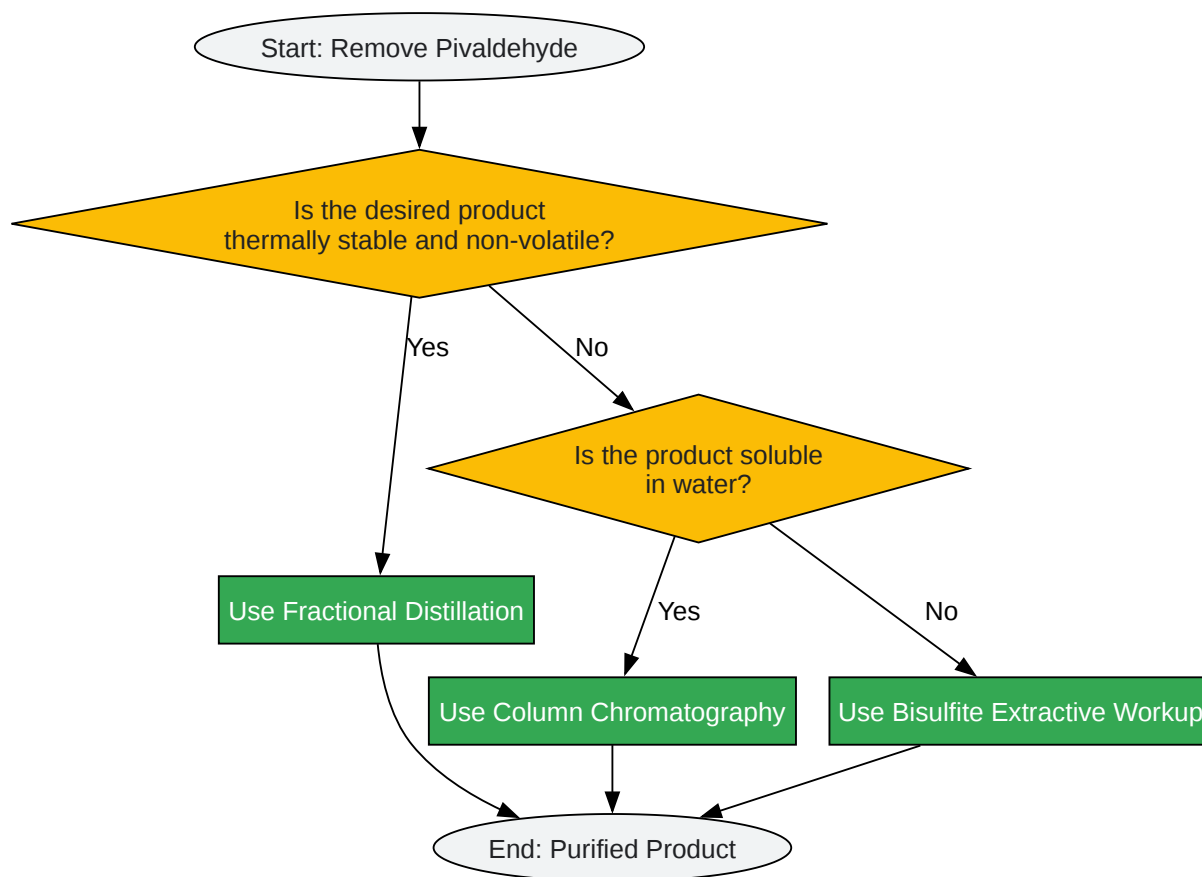 Start: Remove Pivaldehyde
Is the desired product
thermally stable and non-volatile?
Yes
No
Is the product soluble
in water?
Use Fractional Distillation
Yes
No
Use Column Chromatography
Use Bisulfite Extractive Workup
End: Purified Product